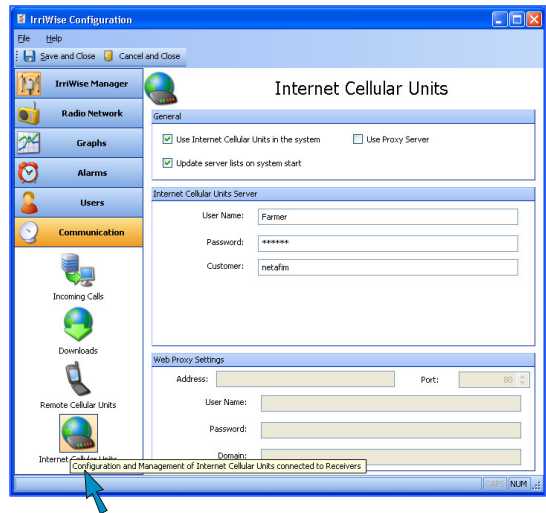 IrriWise Configuration
File Help
Save and Close Cancel and Close
IrriWise Manager
Radio Network
Graphs
Alarms
Users
Communication
Incoming Calls
Downloads
Remote Cellular Units
Internet Cellular Units
Configuration and Management of Internet Cellular Units connected to Receivers
Internet Cellular Units
General
Use Internet Cellular Units in the system Use Proxy Server
Update server lists on system start
Internet Cellular Units Server
User Name: Farmer
Password: ******
Customer: netafim
Web Proxy Settings
Address: Port: 80
User Name:
Password:
Domain:
CAPS NUM